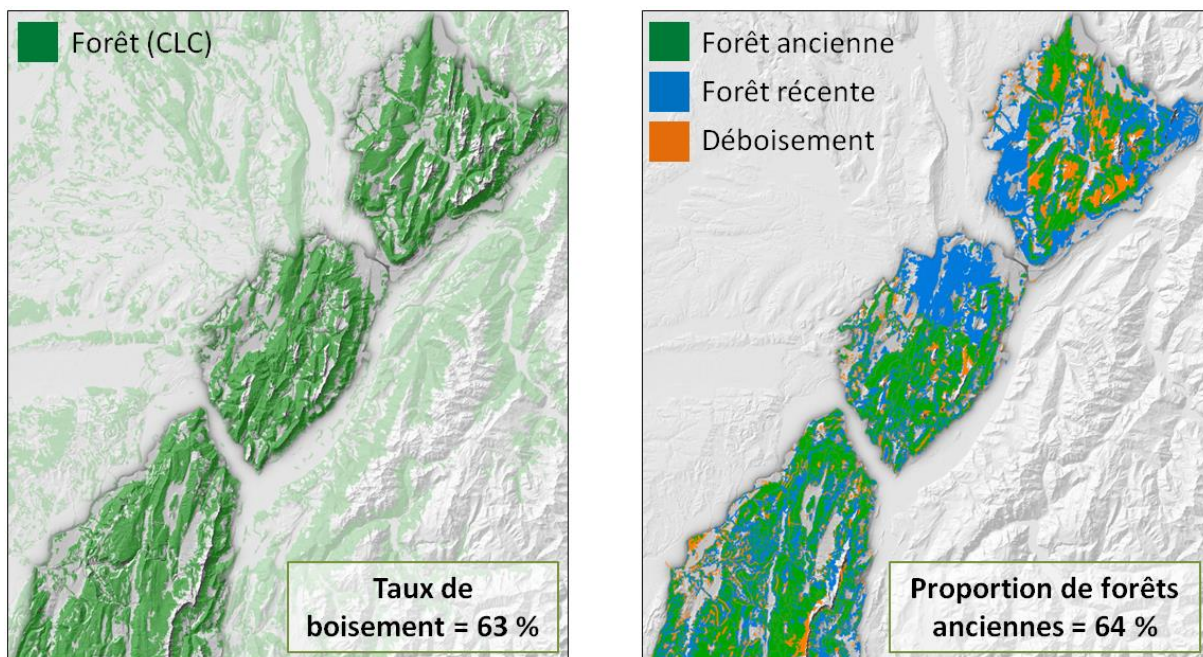 Forêt (CLC)
Taux de
boisement = 63 %
Forêt ancienne
Forêt récente
Déboisement
Proportion de forêts
anciennes = 64 %